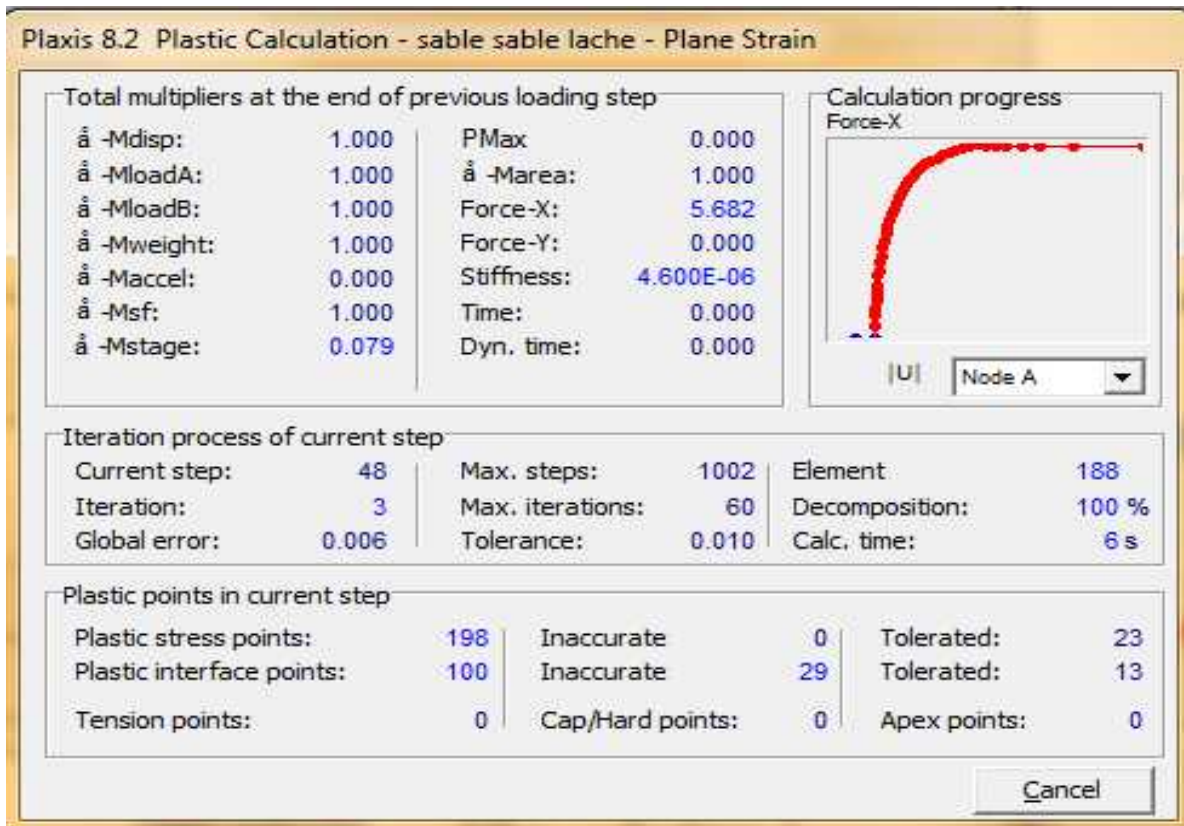 Plaxis 8.2 Plastic Calculation - sable sable lache - Plane Strain
Total multipliers at the end of previous loading step
å -Mdisp: 1.000 PMax 0.000
å -MloadA: 1.000 å -Marea: 1.000
å -MloadB: 1.000 Force-X: 5.682
å -Mweight: 1.000 Force-Y: 0.000
å -Maccel: 0.000 Stiffness: 4.600E-06
å -Msf: 1.000 Time: 0.000
å -Mstage: 0.079 Dyn. time: 0.000
Calculation progress
Force-X
|U| Node A
Iteration process of current step
Current step: 48 Max. steps: 1002 Element 188
Iteration: 3 Max. iterations: 60 Decomposition: 100 %
Global error: 0.006 Tolerance: 0.010 Calc. time: 6 s
Plastic points in current step
Plastic stress points: 198 Inaccurate 0 Tolerated: 23
Plastic interface points: 100 Inaccurate 29 Tolerated: 13
Tension points: 0 Cap/Hard points: 0 Apex points: 0
Cancel